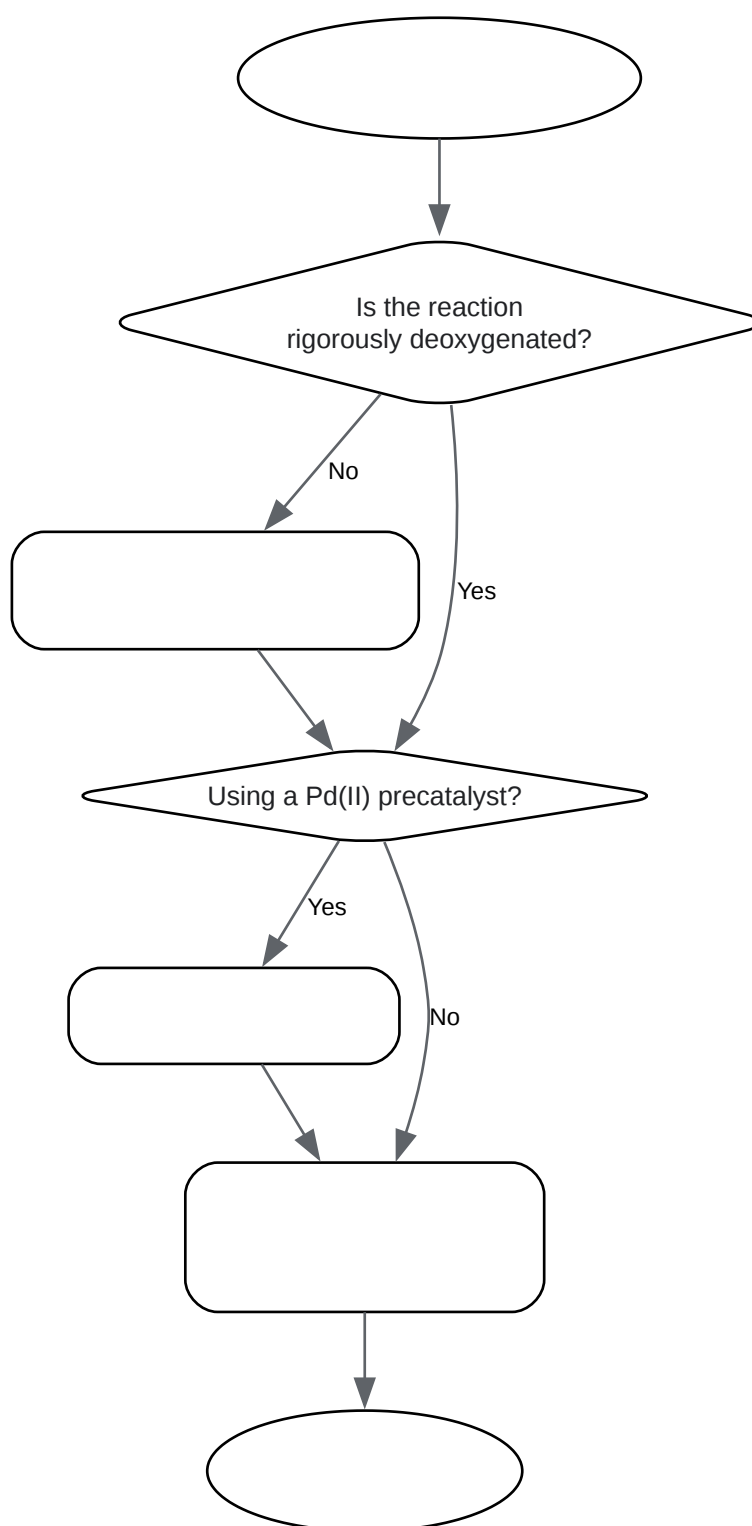 Is the reaction
rigorously deoxygenated?
No
Yes
Using a Pd(II) precatalyst?
Yes
No